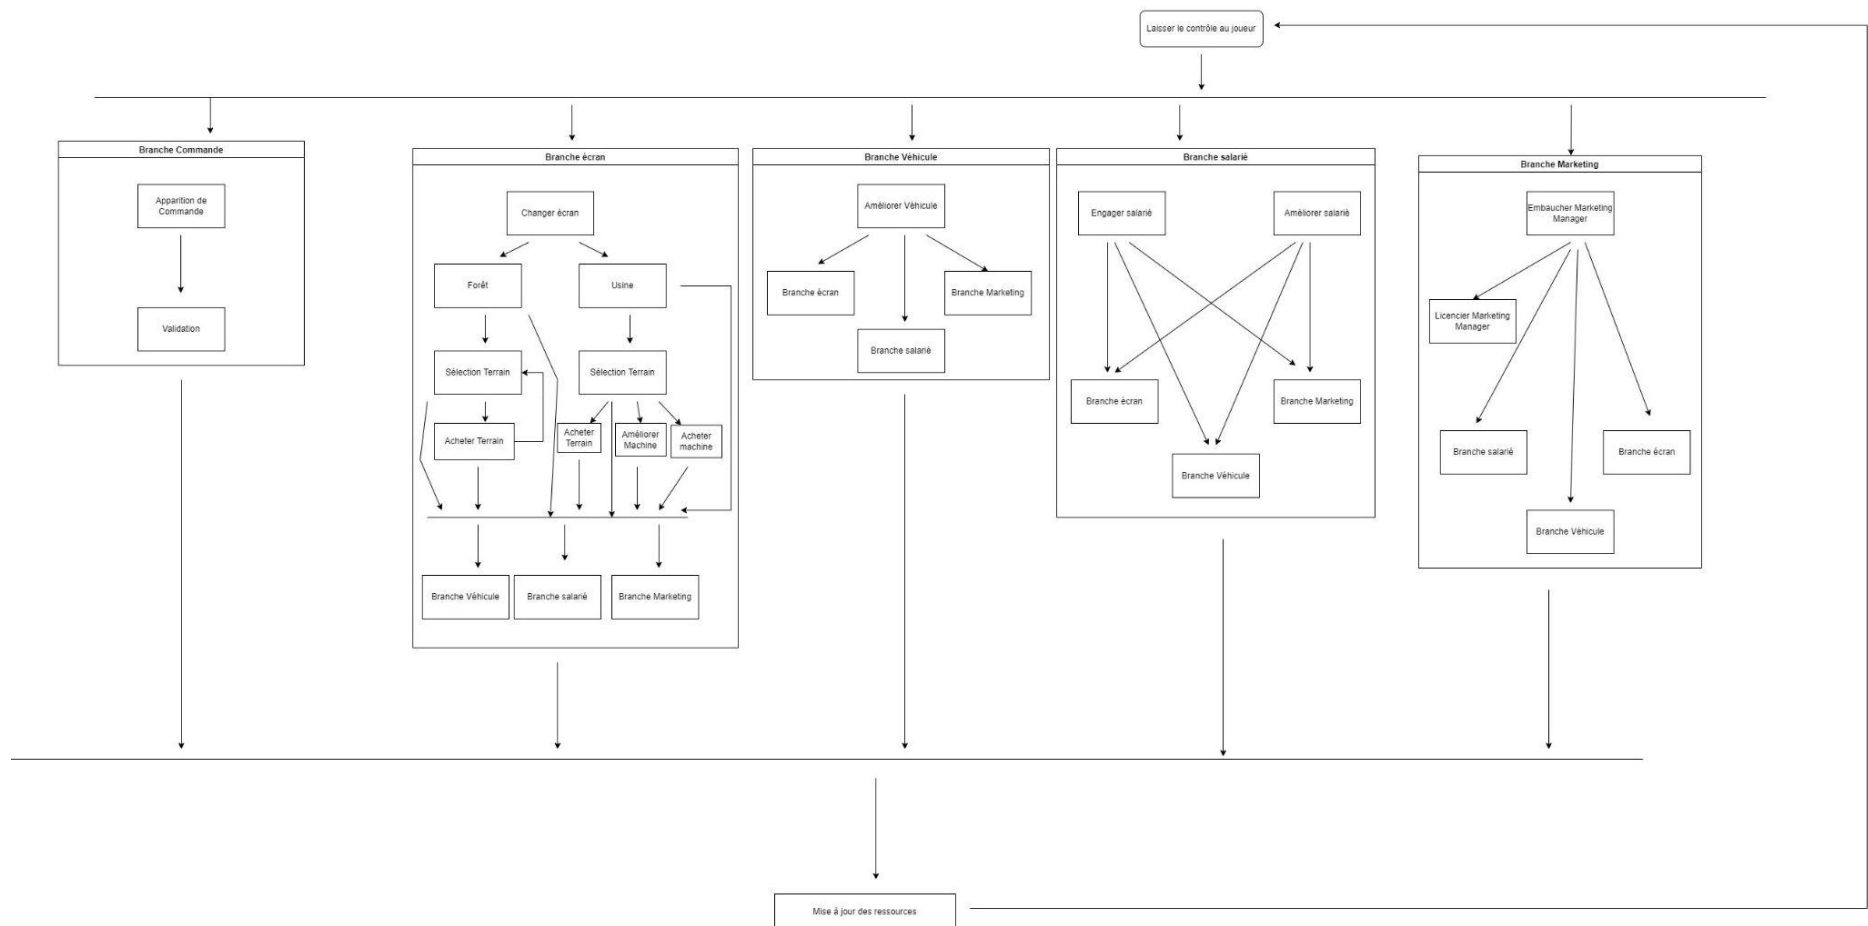 Laisser le contrôle au joueur
Branche Commande
Apparition de
Commande
Validation
Branche écran
Changer écran
Forêt
Usine
Sélection Terrain
Sélection Terrain
Acheter Terrain
Acheter
Terrain
Améliorer
Machine
Acheter
machine
Branche Véhicule
Branche salarié
Branche Marketing
Branche Véhicule
Améliorer Véhicule
Branche écran
Branche Marketing
Branche salarié
Branche salarié
Engager salarié
Améliorer salarié
Branche écran
Branche Marketing
Branche Véhicule
Branche Marketing
Embaucher Marketing
Manager
Licencier Marketing
Manager
Branche salarié
Branche écran
Branche Véhicule
Mise à jour des ressources